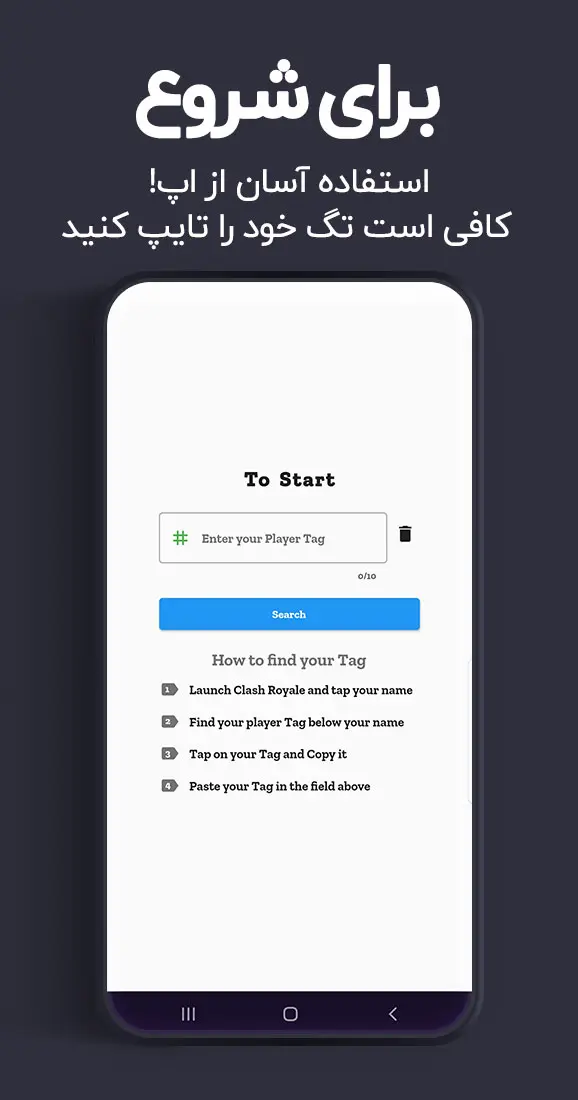 برای شروع
استفاده آسان از اپ!
کافی است تگ خود را تایپ کنید
To Start
# Enter your Player Tag
0/10
Search
How to find your Tag
1 Launch Clash Royale and tap your name
2 Find your player Tag below your name
3 Tap on your Tag and Copy it
4 Paste your Tag in the field above